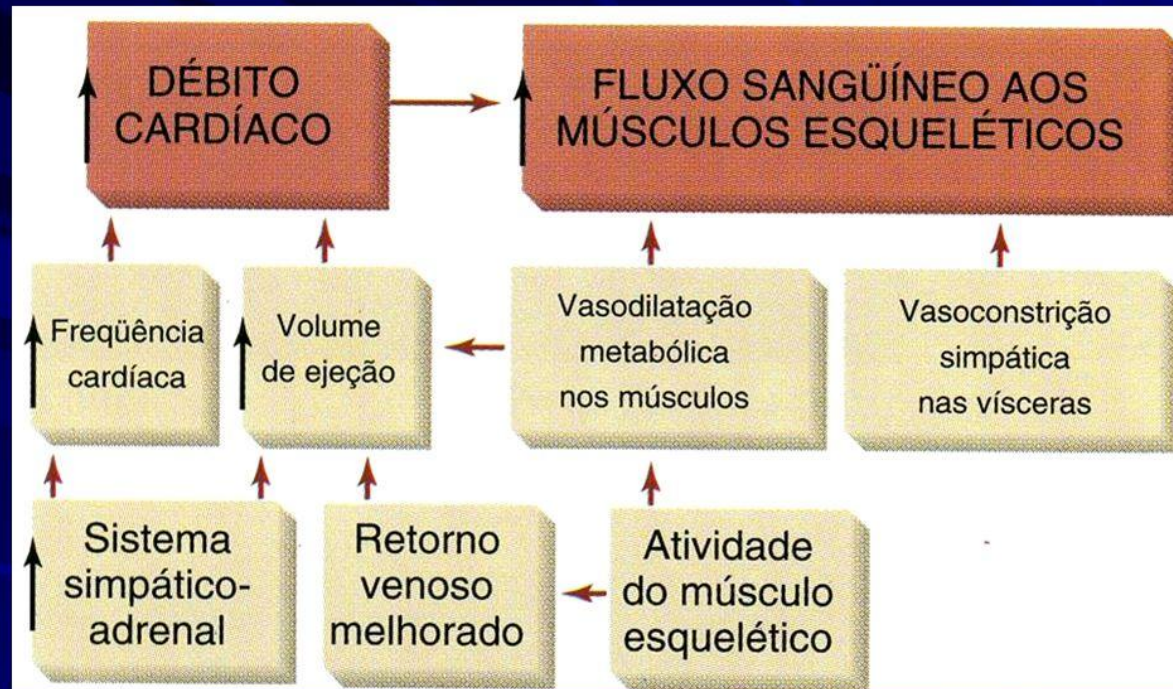 DÉBITO
CARDÍACO
FLUXO SANGÜÍNEO AOS
MÚSCULOS ESQUELÉTICOS
Freqüência
cardíaca
Volume
de ejeção
Vasodilatação
metabólica
nos músculos
Vasoconstrição
simpática
nas vísceras
Sistema
simpático-
adrenal
Retorno
venoso
melhorado
Atividade
do músculo
esquelético